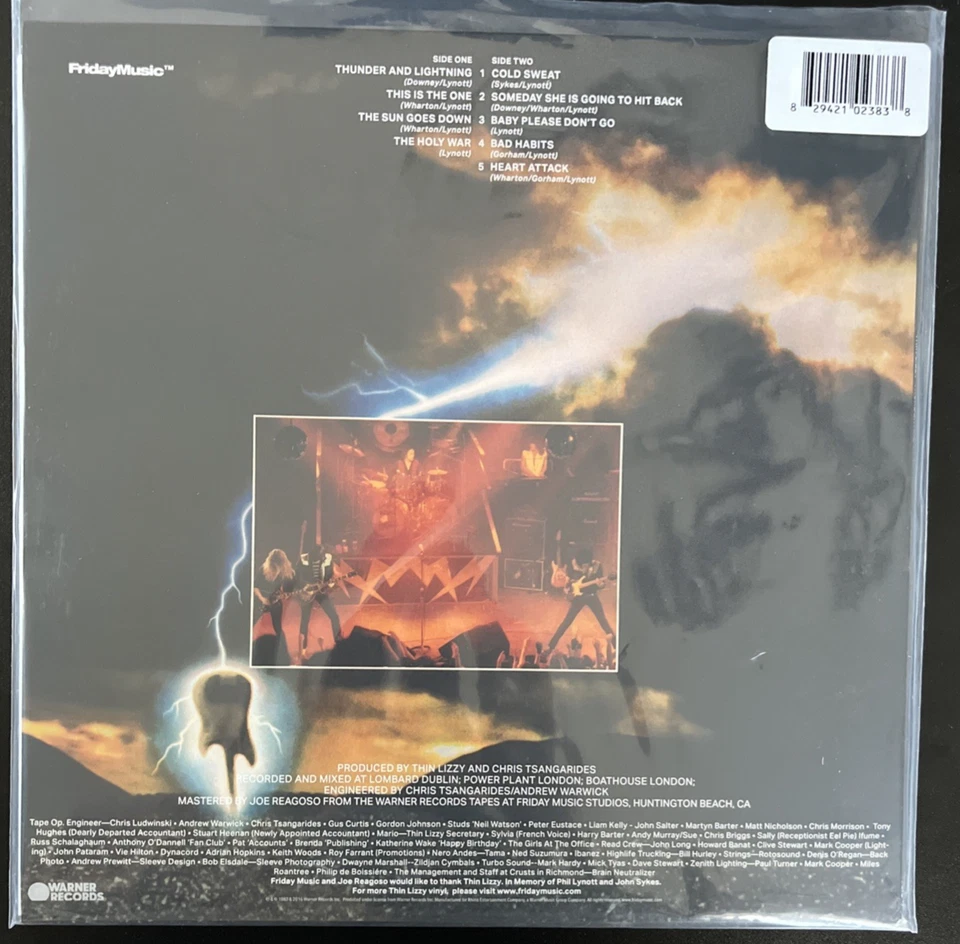 FridayMusic™
SIDE ONE
THUNDER AND LIGHTNING 1
(Downey/Lynott)
THIS IS THE ONE 2
(Wharton/Lynott)
THE SUN GOES DOWN 3
(Wharton/Lynott)
THE HOLY WAR 4
(Lynott)
5
SIDE TWO
COLD SWEAT
(Sykes/Lynott)
SOMEDAY SHE IS GOING TO HIT BACK
(Downey/Wharton/Lynott)
BABY PLEASE DON'T GO
(Lynott)
BAD HABITS
(Gorham/Lynott)
HEART ATTACK
(Wharton/Gorham/Lynott)
8 29421 02383 8
PRODUCED BY THIN LIZZY AND CHRIS TSANGARIDES
RECORDED AND MIXED AT LOMBARD DUBLIN; POWER PLANT LONDON; BOATHOUSE LONDON;
ENGINEERED BY CHRIS TSANGARIDES/ANDREW WARWICK
MASTERED BY JOE REAGOSO FROM THE WARNER RECORDS TAPES AT FRIDAY MUSIC STUDIOS, HUNTINGTON BEACH, CA
Tape Op. Engineer—Chris Ludwinski • Andrew Warwick • Chris Tsangarides • Gus Curtis • Gordon Johnson • Studs 'Neil Watson' • Peter Eustace • Liam Kelly - John Salter • Martyn Barter • Matt Nicholson • Chris Morrison • Tony
Hughes (Dearly Departed Accountant) • Stuart Heenan (Newly Appointed Accountant) • Mario—Thin Lizzy Secretary • Sylvia (French Voice) • Harry Barter • Andy Murray/Sue • Chris Briggs • Sally (Receptionist Eel Pie) Ifume •
Russ Schalaghaum • Anthony O'Dannell 'Fan Club • Pat 'Accounts' • Brenda 'Publishing' • Katherine Wake 'Happy Birthday' • The Girls At The Office • Read Crew—John Long • Howard Banat • Clive Stewart • Mark Cooper (Light-
ing) • John Pataram • Vie Hilton • Dynacord • Adrian Hopkins • Keith Woods • Roy Farrant (Promotions) • Nero Andes—Tama • Ned Suzumura • Ibanez • Highlife Truckling—Bill Hurley • Strings—Rotosound • Denjs O'Regan—Back
Photo • Andrew Prewitt—Sleeve Design • Bob Elsdale—Sleeve Photography • Dwayne Marshall—Zildjan Cymbals • Turbo Sound—Mark Hardy • Mick Tyas • Dave Stewart • Zenith Lighting—Paul Turner • Mark Cooper • Miles
Roantree • Philip de Boissière • The Management and Staff at Crusts in Richmond—Brain Neutralizer
Friday Music and Joe Reagoso would like to thank Thin Lizzy. In Memory of Phil Lynott and John Sykes.
For more Thin Lizzy vinyl, please visit www.fridaymusic.com
WARNER
RECORDS